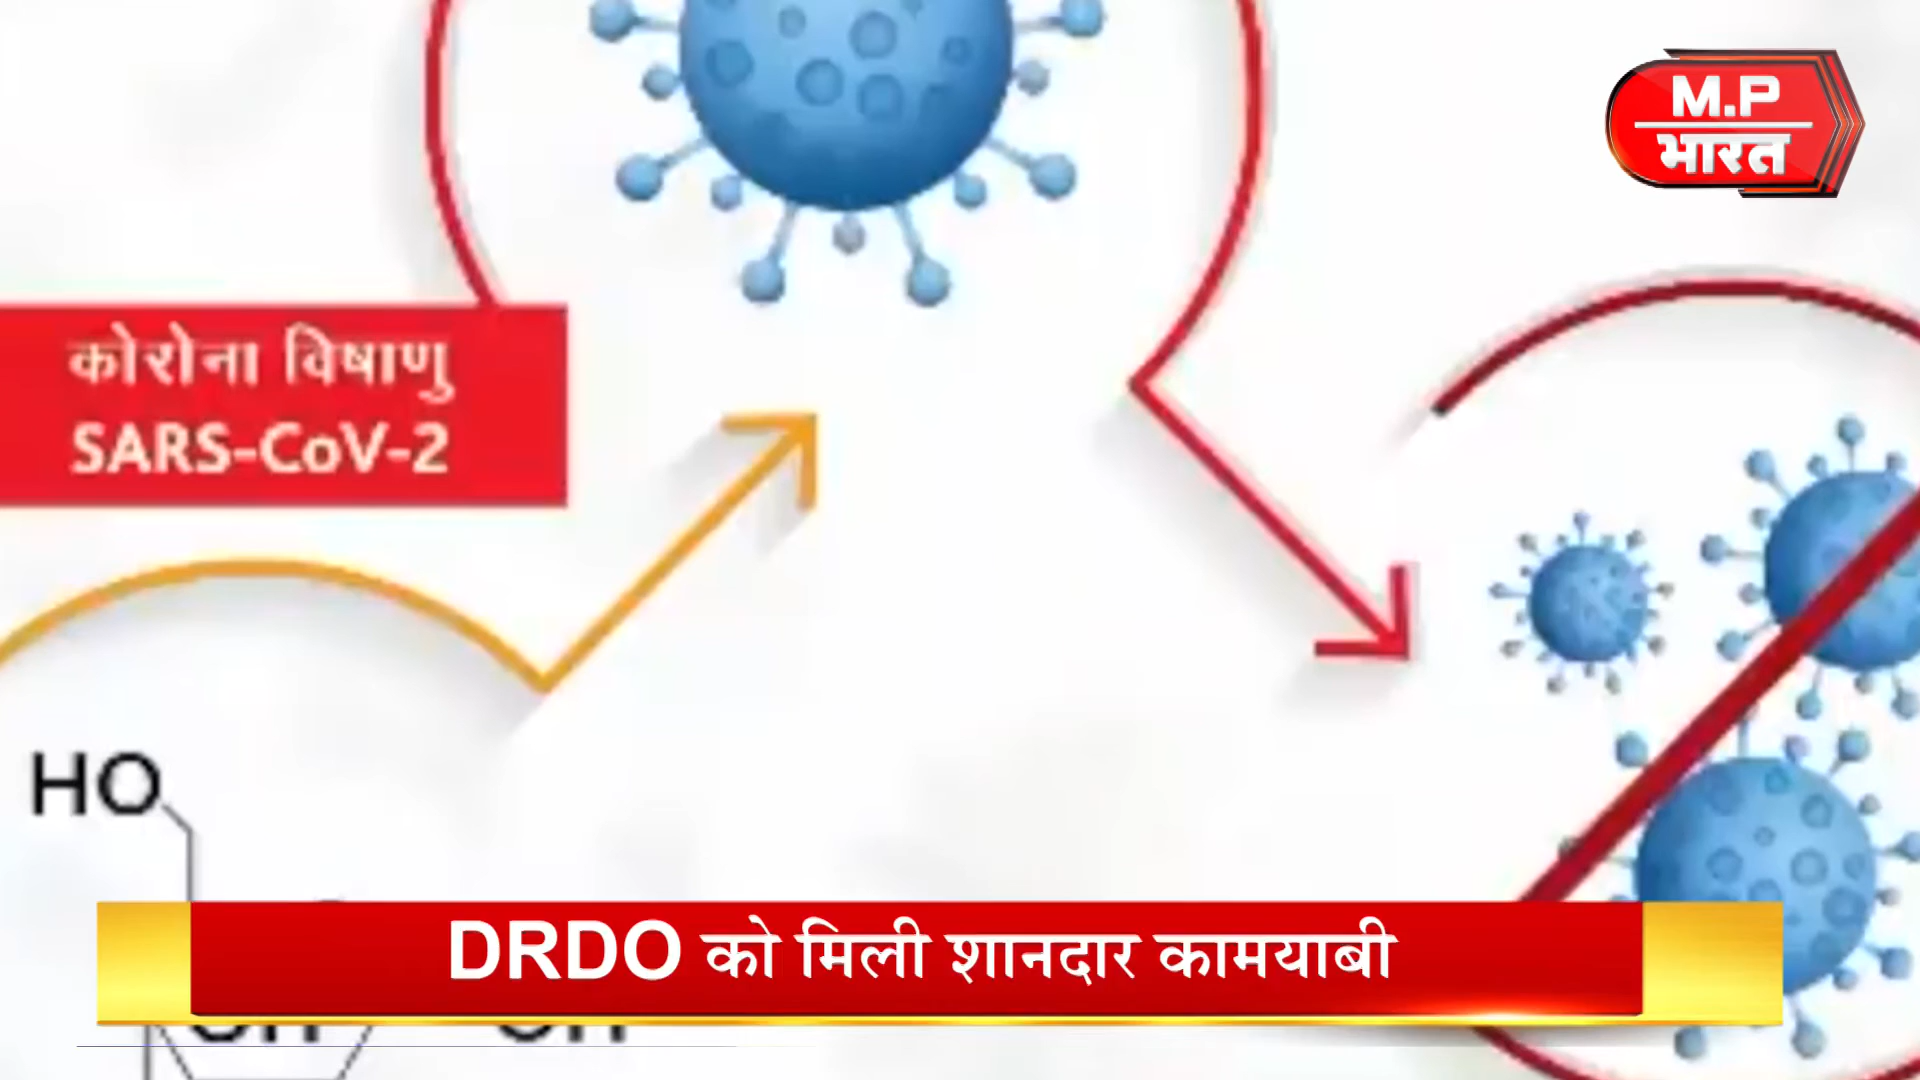 M.P
भारत
कोरोना विषाणु
SARS-CoV-2
HO
DRDO को मिली शानदार कामयाबी